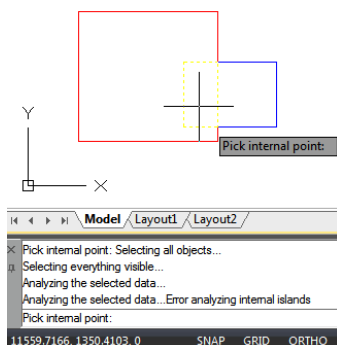 Pick internal point:
Y
X
Model Layout1 Layout2
Pick internal point: Selecting all objects...
Selecting everything visible...
Analyzing the selected data...
Analyzing the selected data...Error analyzing internal islands
Pick internal point:
11559.7166, 1350.4103, 0 SNAP GRID ORTHO